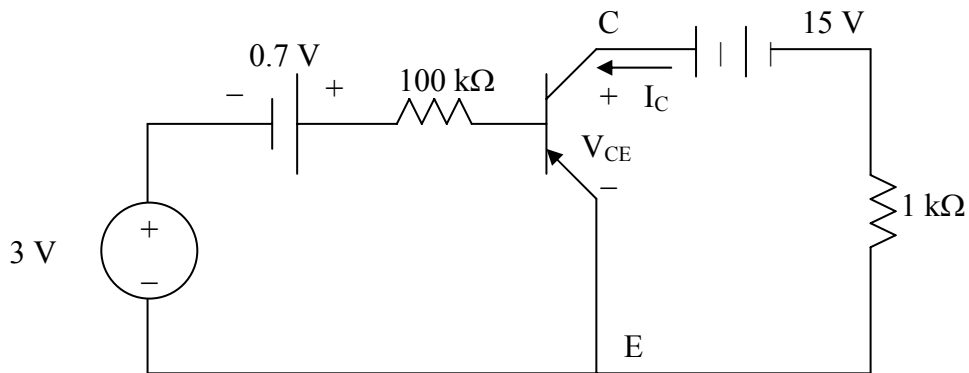 C
15 V
0.7 V
− + 100 kΩ
+ I_C
V_CE
−
1 kΩ
3 V
+
−
E